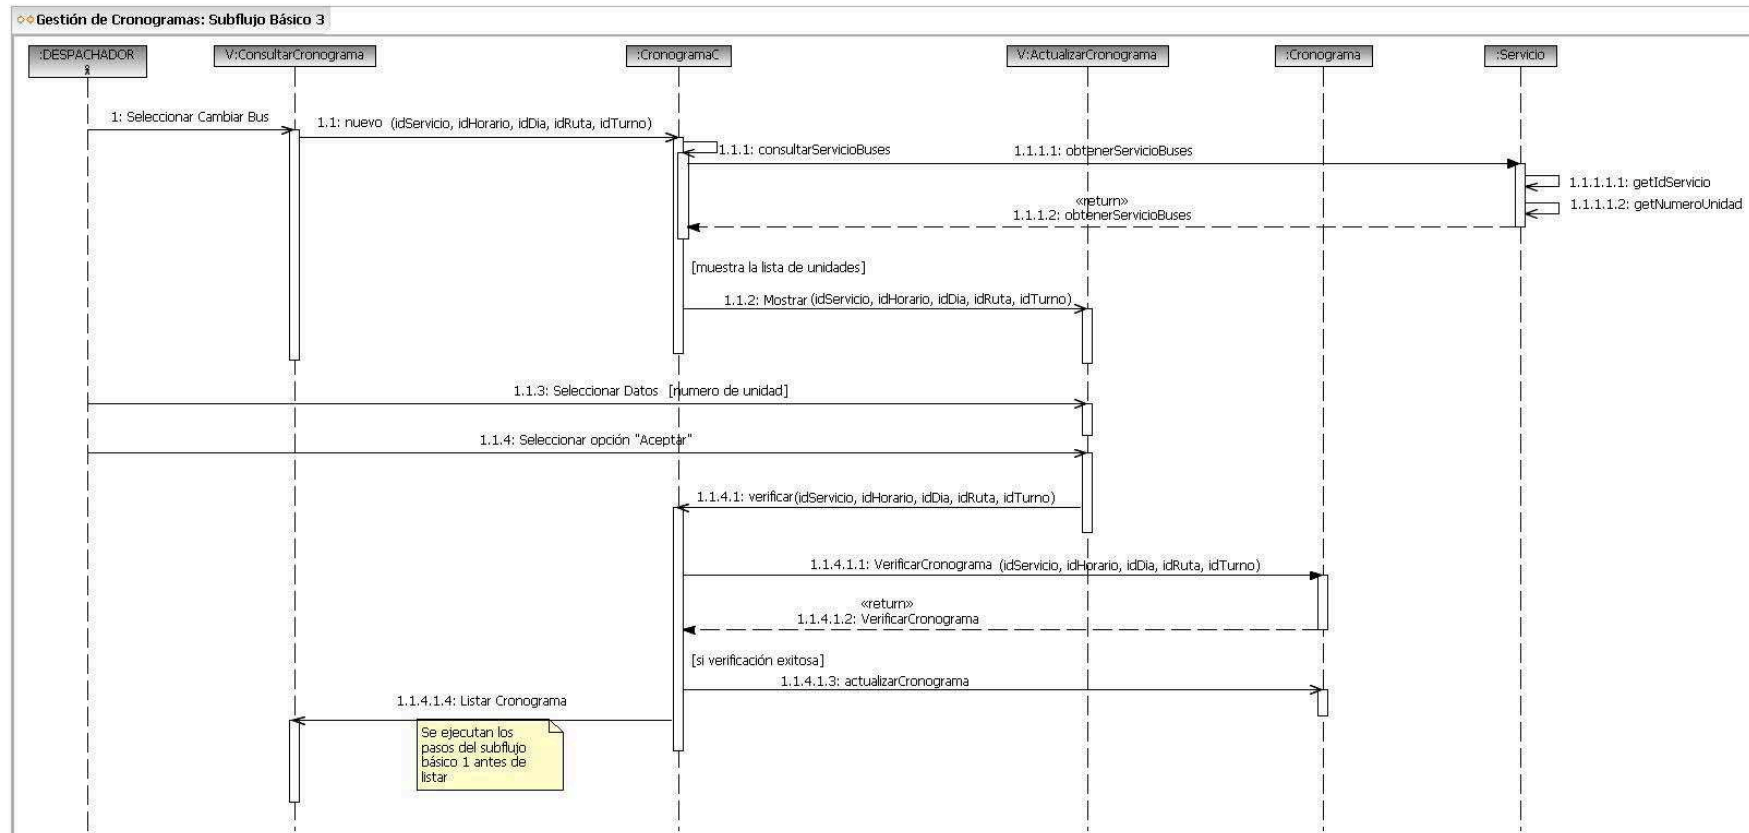 Gestión de Cronogramas: Subflujo Básico 3
:DESPACHADOR
V:ConsultarCronograma
:CronogramaC
V:ActualizarCronograma
:Cronograma
:Servicio
1: Seleccionar Cambiar Bus
1.1: nuevo (idServicio, idHorario, idDia, idRuta, idTurno)
1.1.1: consultarServicioBuses
1.1.1.1: obtenerServicioBuses
1.1.1.1.1: getIdServicio
1.1.1.1.2: getNumeroUnidad
«return»
1.1.1.2: obtenerServicioBuses
[muestra la lista de unidades]
1.1.2: Mostrar (idServicio, idHorario, idDia, idRuta, idTurno)
1.1.3: Seleccionar Datos [numero de unidad]
1.1.4: Seleccionar opción "Aceptar"
1.1.4.1: verificar(idServicio, idHorario, idDia, idRuta, idTurno)
1.1.4.1.1: VerificarCronograma (idServicio, idHorario, idDia, idRuta, idTurno)
«return»
1.1.4.1.2: VerificarCronograma
[si verificación exitosa]
1.1.4.1.3: actualizarCronograma
1.1.4.1.4: Listar Cronograma
Se ejecutan los
pasos del subflujo
básico 1 antes de
listar